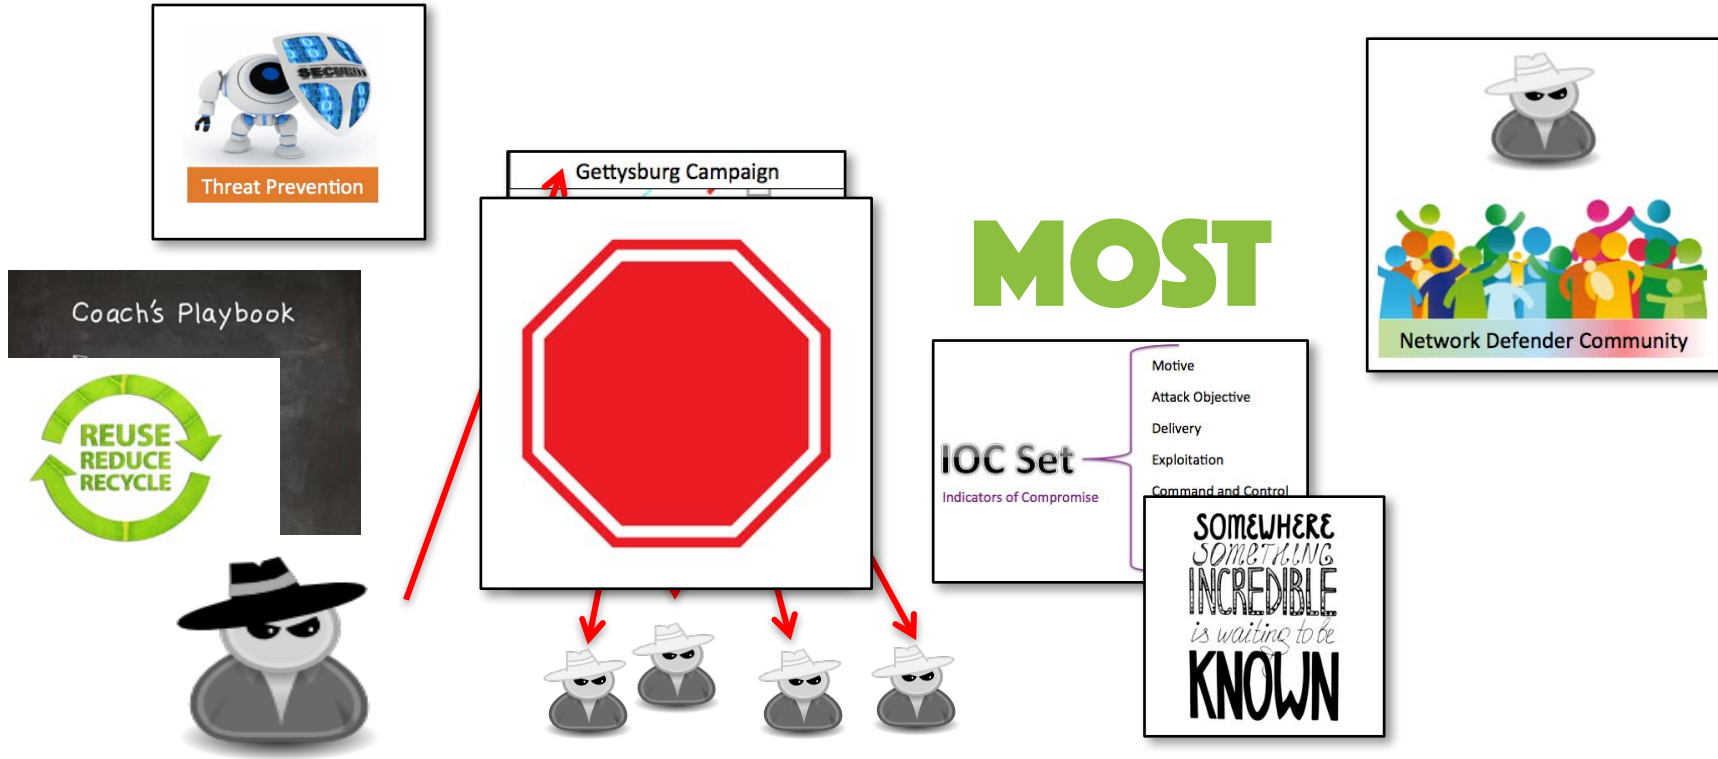 SECURITY
Threat Prevention
Coach's Playbook
REUSE
REDUCE
RECYCLE
Gettysburg Campaign
MOST
IOC Set
Indicators of Compromise
Motive
Attack Objective
Delivery
Exploitation
Command and Control
SOMEWHERE
SOMETHING
INCREDIBLE
is waiting to be
KNOWN
Network Defender Community